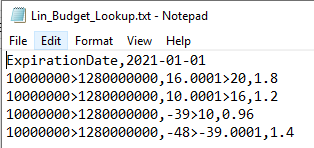 Lin_Budget_Lookup.txt - Notepad
File Edit Format View Help
ExpirationDate,2021-01-01
10000000>1280000000,16.0001>20,1.8
10000000>1280000000,10.0001>16,1.2
10000000>1280000000,-39>10,0.96
10000000>1280000000,-48>-39.0001,1.4